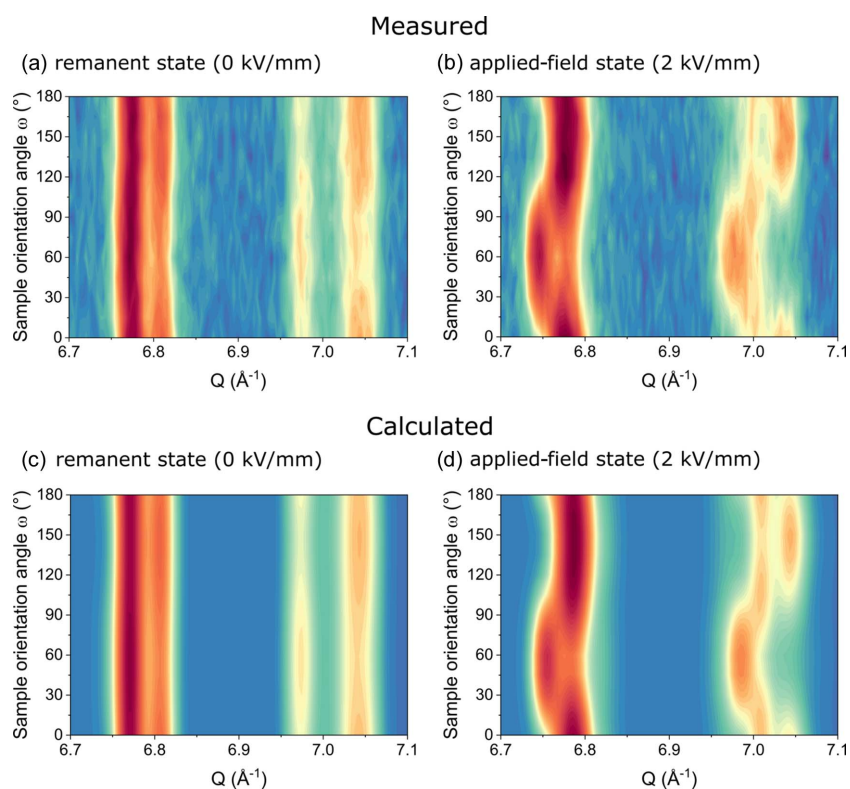 Measured
(a) remanent state (0 kV/mm)
(b) applied-field state (2 kV/mm)
Sample orientation angle ω (°)
180
150
120
90
60
30
0
6.7 6.8 6.9 7.0 7.1
Q (Å⁻¹)
Sample orientation angle ω (°)
180
150
120
90
60
30
0
6.7 6.8 6.9 7.0 7.1
Q (Å⁻¹)
Calculated
(c) remanent state (0 kV/mm)
(d) applied-field state (2 kV/mm)
Sample orientation angle ω (°)
180
150
120
90
60
30
0
6.7 6.8 6.9 7.0 7.1
Q (Å⁻¹)
Sample orientation angle ω (°)
180
150
120
90
60
30
0
6.7 6.8 6.9 7.0 7.1
Q (Å⁻¹)